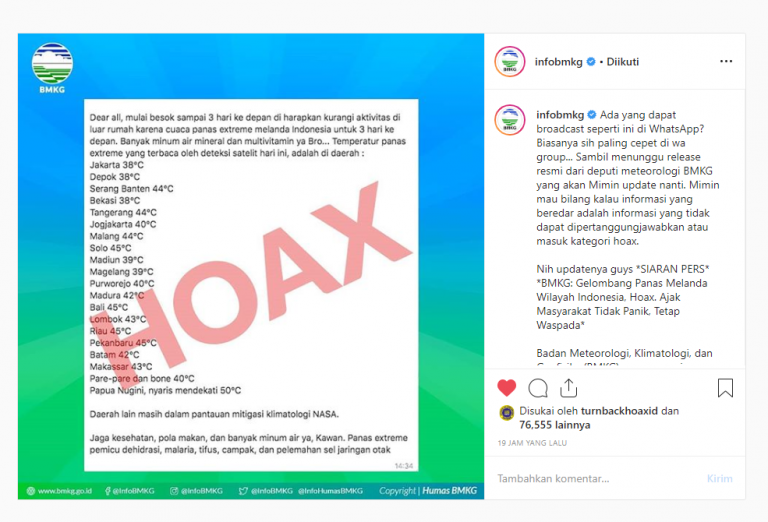 BMKG
Dear all, mulai besok sampai 3 hari ke depan di harapkan kurangi aktivitas di
luar rumah karena cuaca panas extreme melanda Indonesia untuk 3 hari ke
depan. Banyak minum air mineral dan multivitamin ya Bro... Temperatur panas
extreme yang terbaca oleh deteksi satelit hari ini, adalah di daerah :
Jakarta 38°C
Depok 38°C
Serang Banten 44°C
Bekasi 38°C
Tangerang 44°C
Jogjakarta 40°C
Malang 44°C
Solo 45°C
Madiun 39°C
Magelang 39°C
Purworejo 40°C
Madura 42°C
Bali 45°C
Lombok 43°C
Riau 45°C
Pekanbaru 45°C
Batam 42°C
Makassar 43°C
Pare-pare dan bone 40°C
Papua Nugini, nyaris mendekati 50°C
Daerah lain masih dalam pantauan mitigasi klimatologi NASA.
Jaga kesehatan, pola makan, dan banyak minum air ya, Kawan. Panas extreme
pemicu dehidrasi, malaria, tifus, campak, dan pelemahan sel jaringan otak
14:34
HOAX
www.bmkg.go.id @InfoBMKG @InfoBMKG @InfoBMKG @InfoHumasBMKG Copyright | Humas BMKG
infobmkg • Diikuti
infobmkg Ada yang dapat
broadcast seperti ini di WhatsApp?
Biasanya sih paling cepet di wa
group... Sambil menunggu release
resmi dari deputi meteorologi BMKG
yang akan Mimin update nanti. Mimin
mau bilang kalau informasi yang
beredar adalah informasi yang tidak
dapat dipertanggungjawabkan atau
masuk kategori hoax.
Nih updatenya guys *SIARAN PERS*
*BMKG: Gelombang Panas Melanda
Wilayah Indonesia, Hoax. Ajak
Masyarakat Tidak Panik, Tetap
Waspada*
Badan Meteorologi, Klimatologi, dan
Disukai oleh turnbackhoaxid dan
76,555 lainnya
19 JAM YANG LALU
Tambahkan komentar...
Kirim